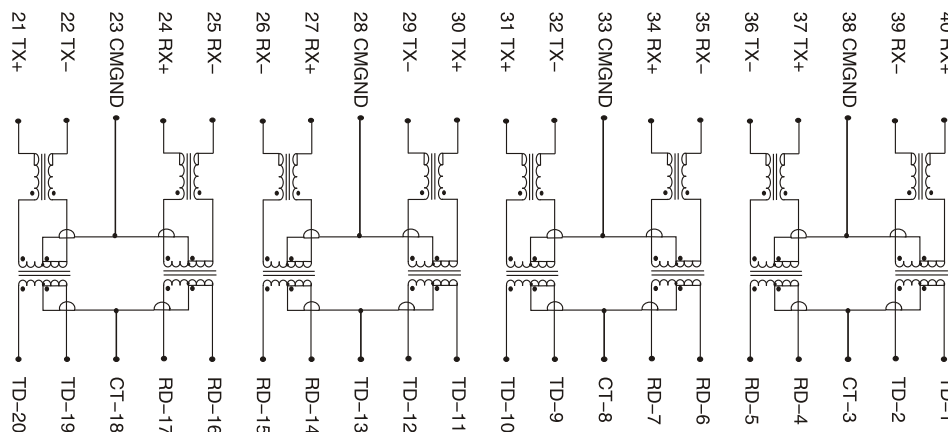 21 TX+
22 TX−
23 CMGND
24 RX+
25 RX−
26 RX−
27 RX+
28 CMGND
29 TX−
30 TX+
31 TX+
32 TX−
33 CMGND
34 RX+
35 RX−
36 TX−
37 TX+
38 CMGND
39 RX−
40 RX+
TD−20
TD−19
CT−18
RD−17
RD−16
RD−15
RD−14
TD−13
TD−12
TD−11
TD−10
TD−9
CT−8
RD−7
RD−6
RD−5
RD−4
CT−3
TD−2
TD−1